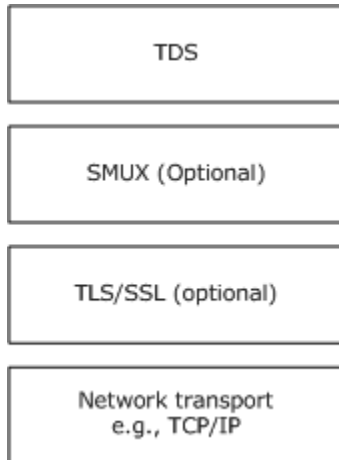 TDS
SMUX (Optional)
TLS/SSL (optional)
Network transport
e.g., TCP/IP